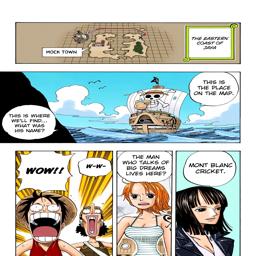 THE EASTERN
COAST OF
JAYA
MOCK TOWN
THIS IS
THE PLACE
ON THE MAP.
THIS IS WHERE
WE'LL FIND...
WHAT WAS
HIS NAME?
WOW!!
W-W-
THE MAN
WHO TALKS OF
BIG DREAMS
LIVES HERE?
MONT BLANC
CRICKET.